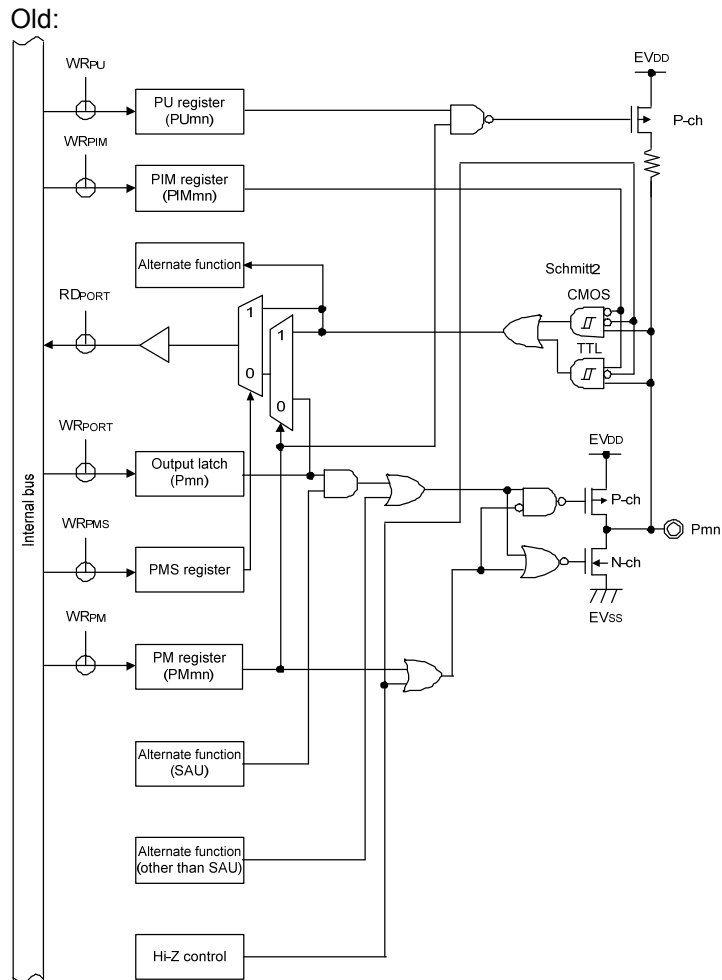 Old:
WRPU
EVDD
PU register
(PUmn)
P-ch
WRPIM
PIM register
(PIMmn)
Alternate function
Schmitt2
CMOS
RDPORT
1
1
TTL
0
0
WRPORT
EVDD
Output latch
(Pmn)
P-ch
Internal bus
WRPMS
Pmn
PMS register
N-ch
WRPM
EVSS
PM register
(PMmn)
Alternate function
(SAU)
Alternate function
(other than SAU)
Hi-Z control